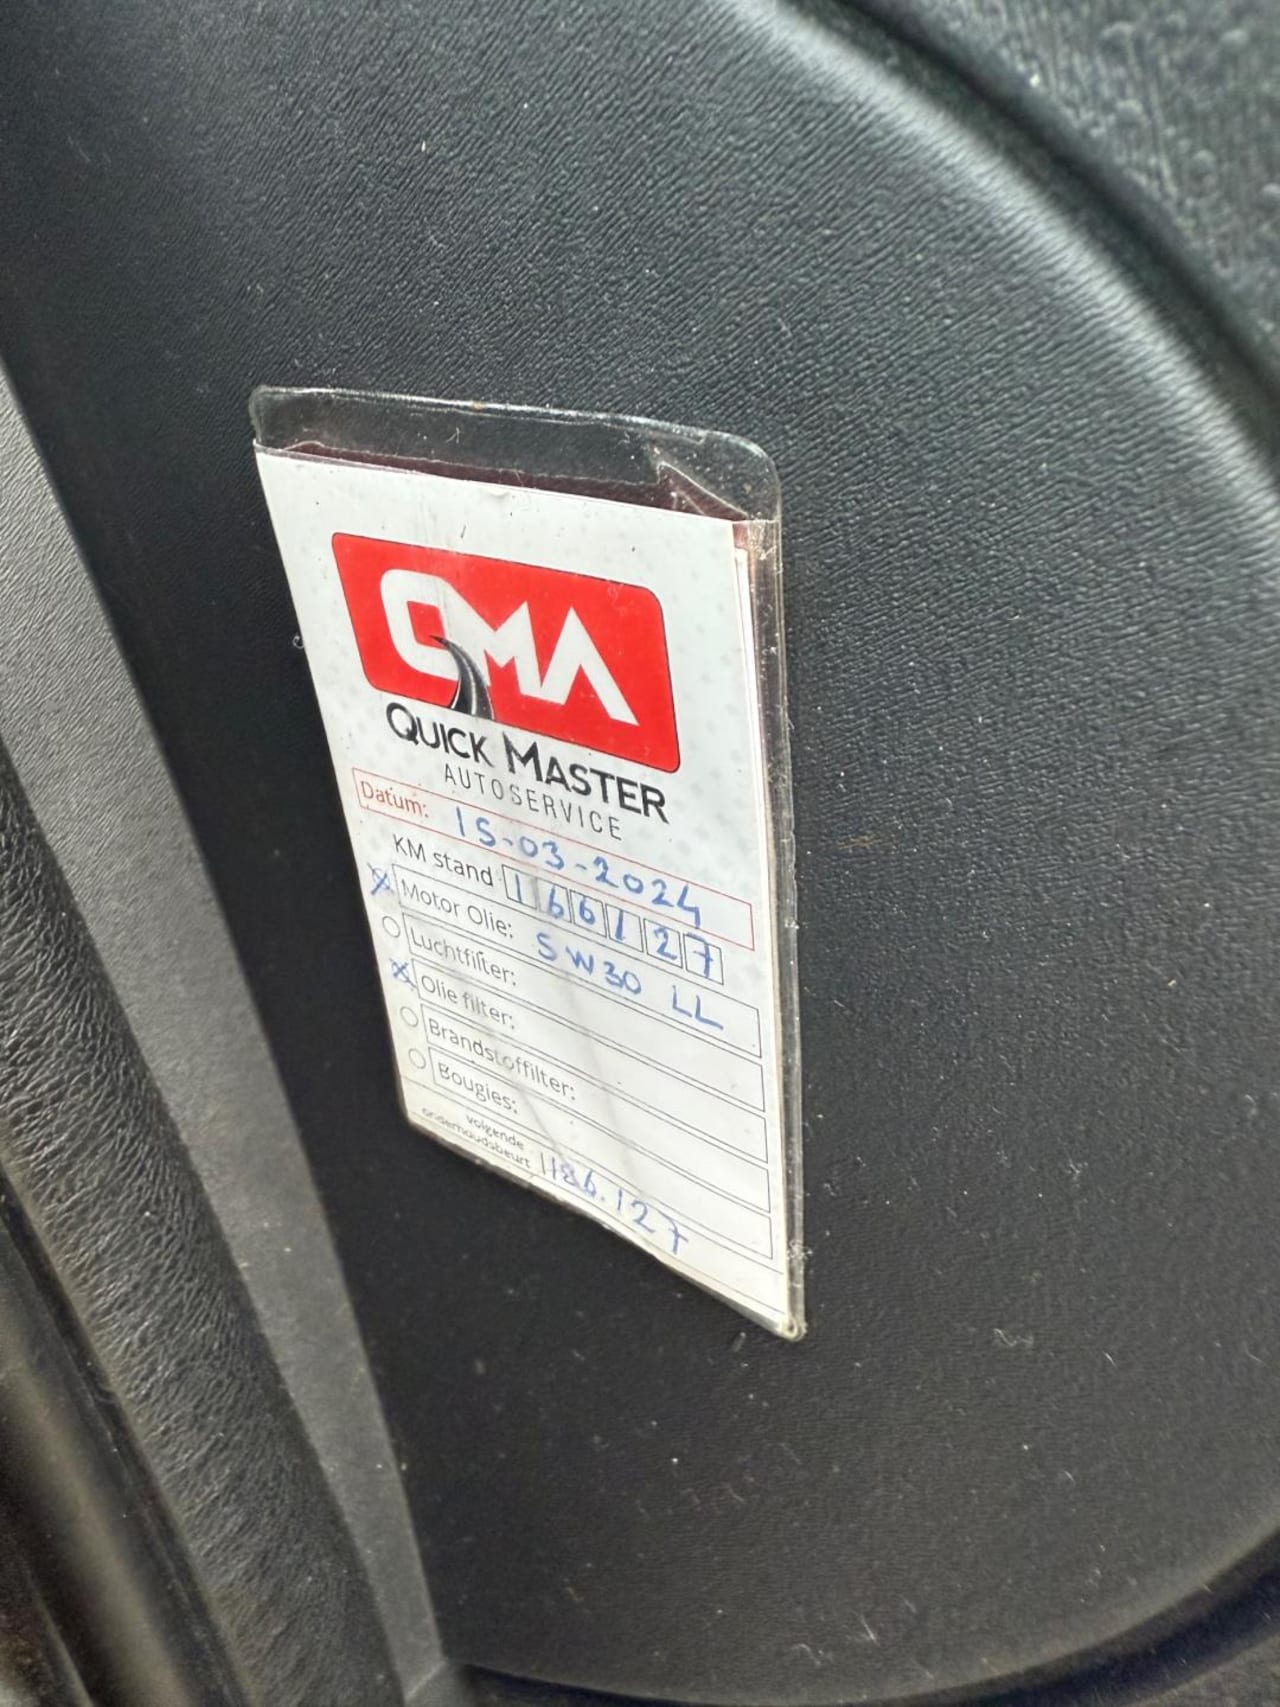 QMA
QUICK MASTER
AUTOSERVICE
Datum: 15-03-2024
KM stand 166127
Motor Olie: 5W30 LL
Luchtfilter:
Olie filter:
Brandstoffilter:
Bougies:
volgende
onderhoudsbeurt 186.127